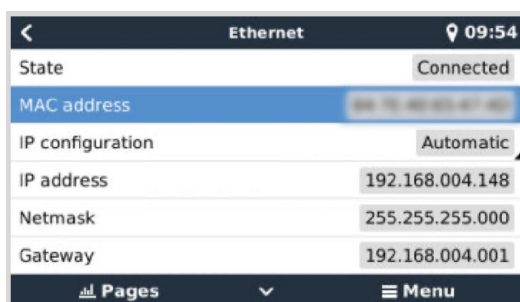 Ethernet 09:54
State Connected
MAC address
IP configuration Automatic
IP address 192.168.004.148
Netmask 255.255.255.000
Gateway 192.168.004.001
Pages Menu